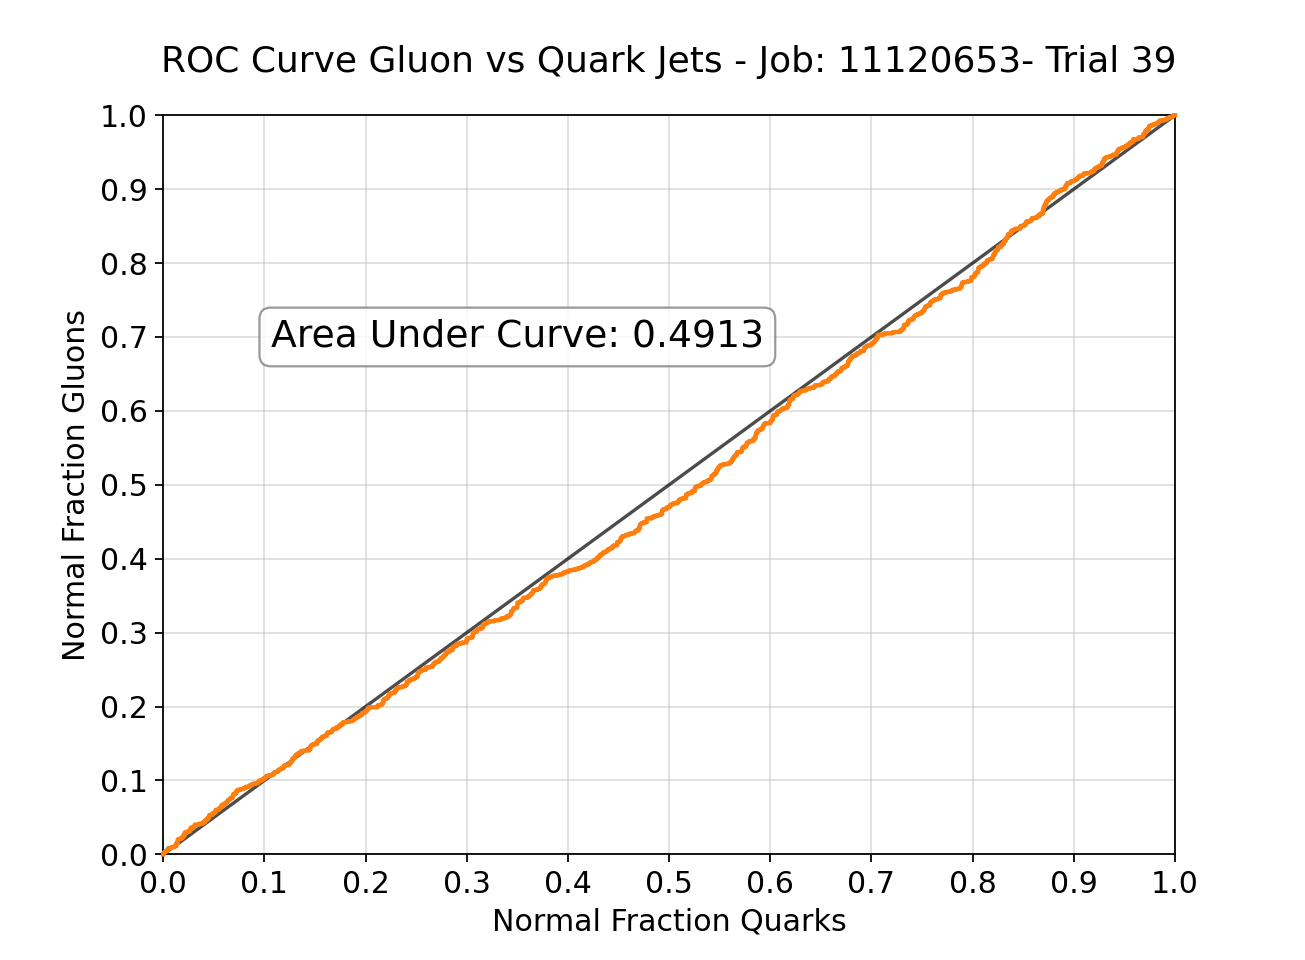 ROC Curve Gluon vs Quark Jets - Job: 11120653- Trial 39
1.0
0.9
0.8
0.7
0.6
0.5
0.4
0.3
0.2
0.1
0.0
Normal Fraction Gluons
Area Under Curve: 0.4913
0.0 0.1 0.2 0.3 0.4 0.5 0.6 0.7 0.8 0.9 1.0
Normal Fraction Quarks